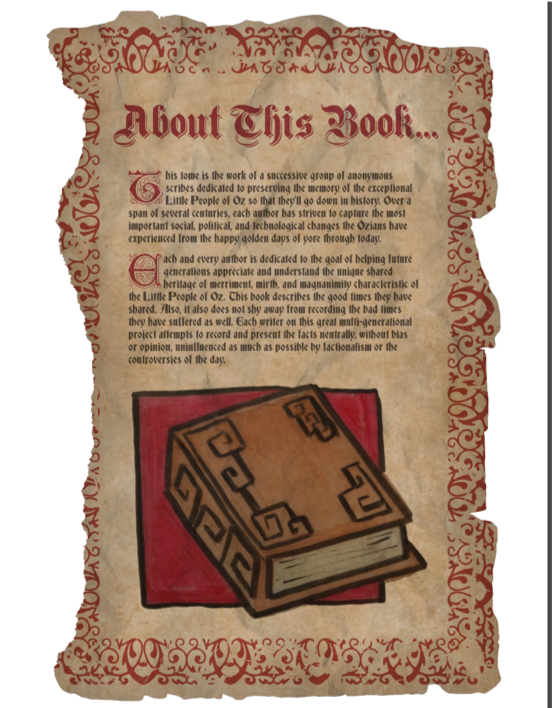 About This Book...
This tome is the work of a successive group of anonymous
scribes dedicated to preserving the memory of the exceptional
Little People of Oz so that they'll go down in history. Over a
span of several centuries, each author has striven to capture the most
important social, political, and technological changes the Ozians have
experienced from the happy golden days of yore through today.
Each and every author is dedicated to the goal of helping future
generations appreciate and understand the unique shared
heritage of merriment, mirth, and magnanimity characteristic of
the Little People of Oz. This book describes the good times they have
shared. Also, it also does not shy away from recording the bad times
they have suffered as well. Each writer on this great multi-generational
project attempts to record and present the facts neutrally, without bias
or opinion, uninfluenced as much as possible by factionalism or the
controversies of the day.